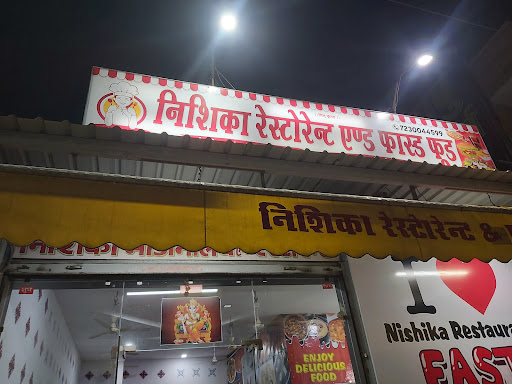 निशिका रेस्टोरेन्ट एण्ड फास्ट फूड
7230044599
निशिका रेस्टोरेन्ट &
I
Nishika Restaura
FAST
ENJOY
DELICIOUS
FOOD